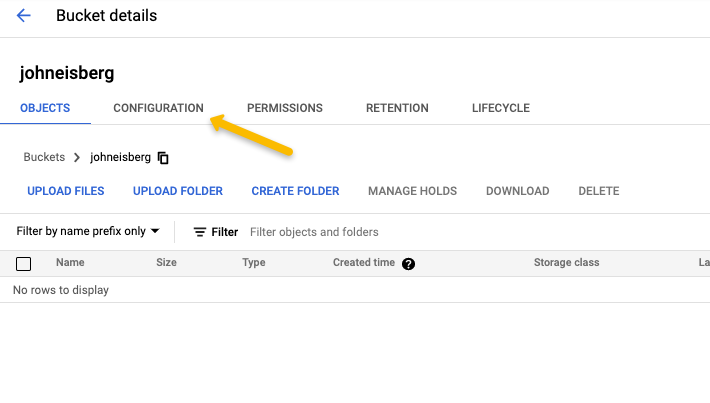 Bucket details
johneisberg
OBJECTS CONFIGURATION PERMISSIONS RETENTION LIFECYCLE
Buckets johneisberg
UPLOAD FILES UPLOAD FOLDER CREATE FOLDER MANAGE HOLDS DOWNLOAD DELETE
Filter by name prefix only Filter Filter objects and folders
Name Size Type Created time ? Storage class La
No rows to display